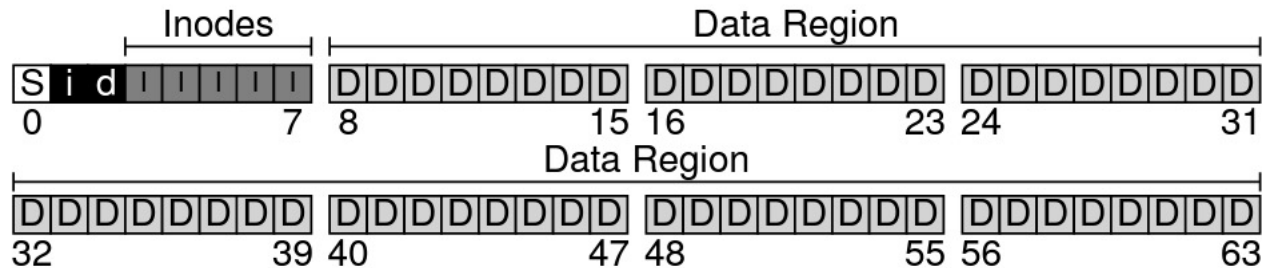 Inodes Data Region
S i d I I I I I D D D D D D D D D D D D D D D D D D D D D D D D
0 7 8 15 16 23 24 31
Data Region
D D D D D D D D D D D D D D D D D D D D D D D D D D D D D D D D
32 39 40 47 48 55 56 63